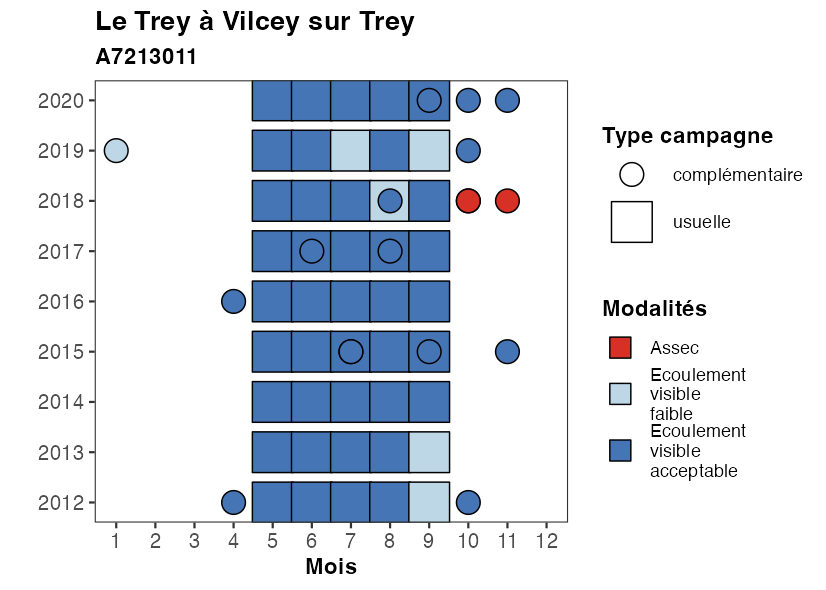 Le Trey à Vilcey sur Trey
A7213011
2020
2019
2018
2017
2016
2015
2014
2013
2012
1 2 3 4 5 6 7 8 9 10 11 12
Mois
Type campagne
complémentaire
usuelle
Modalités
Assec
Ecoulement
visible
faible
Ecoulement
visible
acceptable